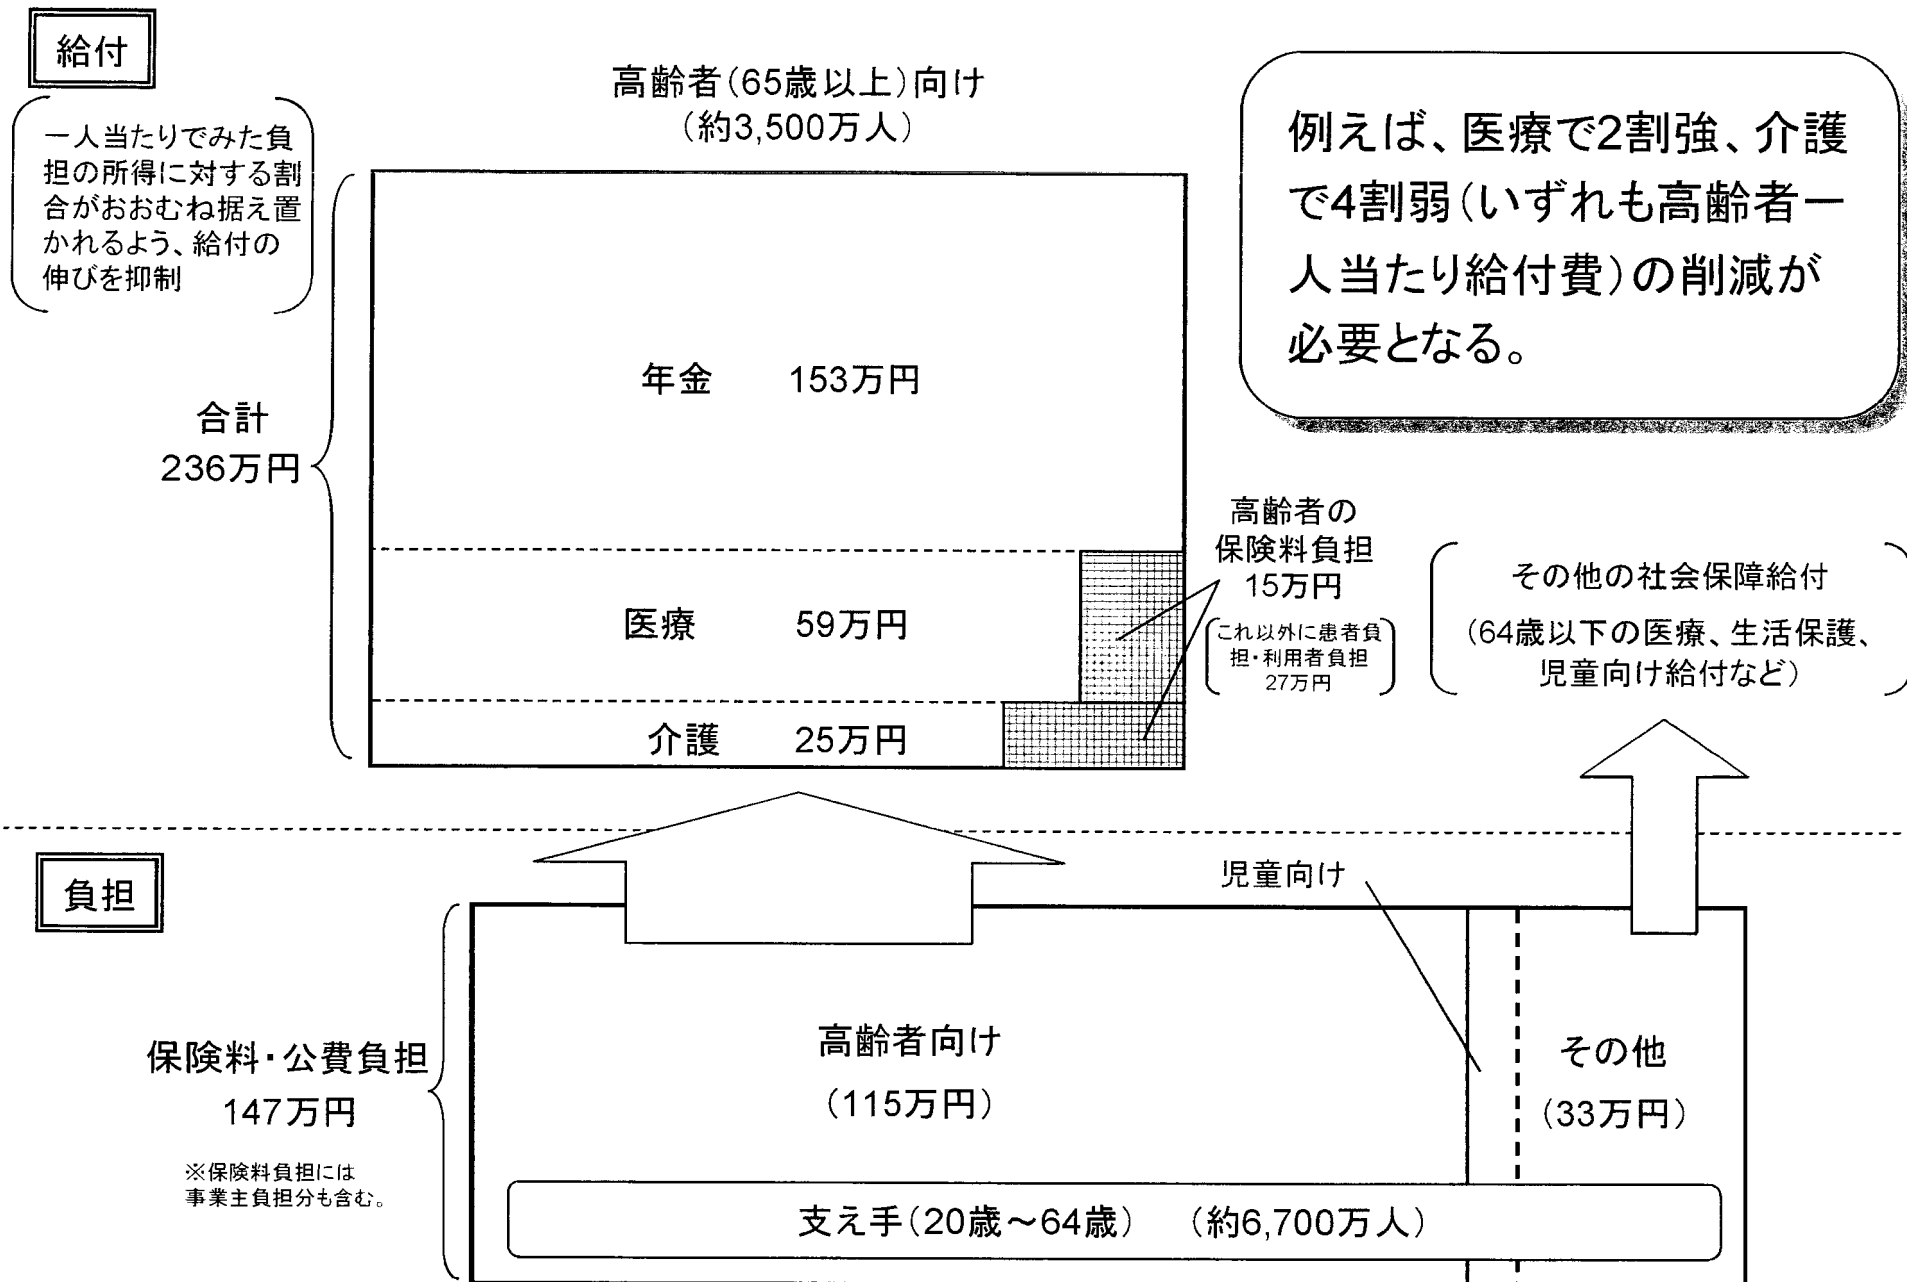 給付
一人当たりでみた負
担の所得に対する割
合がおおむね据え置
かれるよう、給付の
伸びを抑制
高齢者(65歳以上)向け
(約3,500万人)
例えば、医療で2割強、介護
で4割弱(いずれも高齢者一
人当たり給付費)の削減が
必要となる。
合計
236万円
年金 153万円
医療 59万円
介護 25万円
高齢者の
保険料負担
15万円
これ以外に患者負
担・利用者負担
27万円
その他の社会保障給付
(64歳以下の医療、生活保護、
児童向け給付など)
負担
児童向け
保険料・公費負担
147万円
※保険料負担には
事業主負担分も含む。
高齢者向け
(115万円)
その他
(33万円)
支え手(20歳～64歳) (約6,700万人)